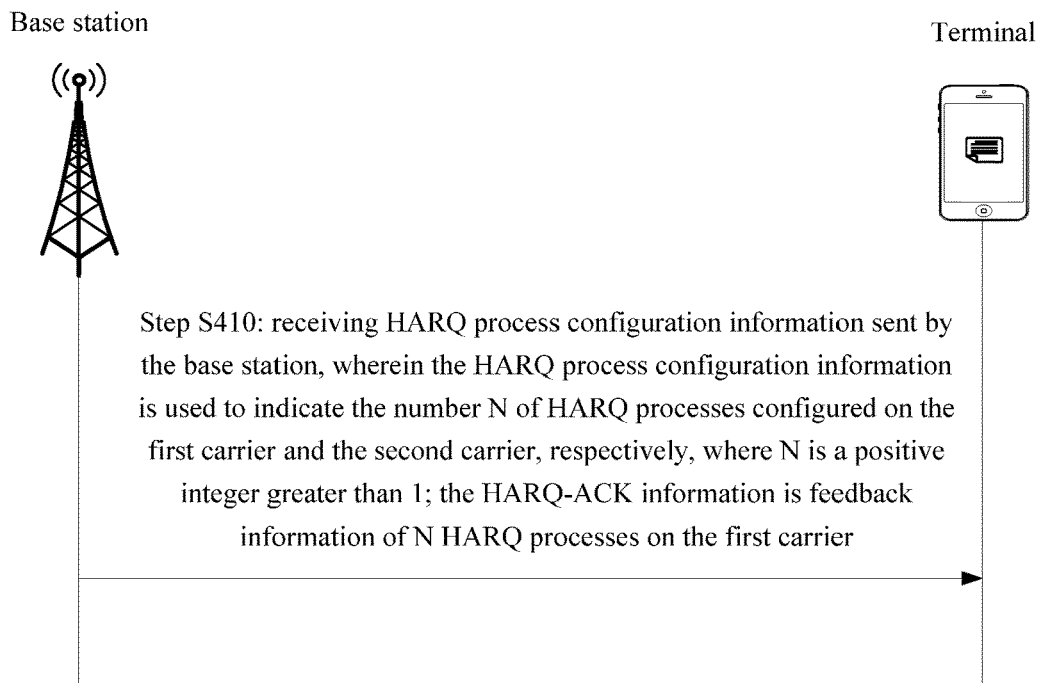 Base station
Terminal
Step S410: receiving HARQ process configuration information sent by
the base station, wherein the HARQ process configuration information
is used to indicate the number N of HARQ processes configured on the
first carrier and the second carrier, respectively, where N is a positive
integer greater than 1; the HARQ-ACK information is feedback
information of N HARQ processes on the first carrier